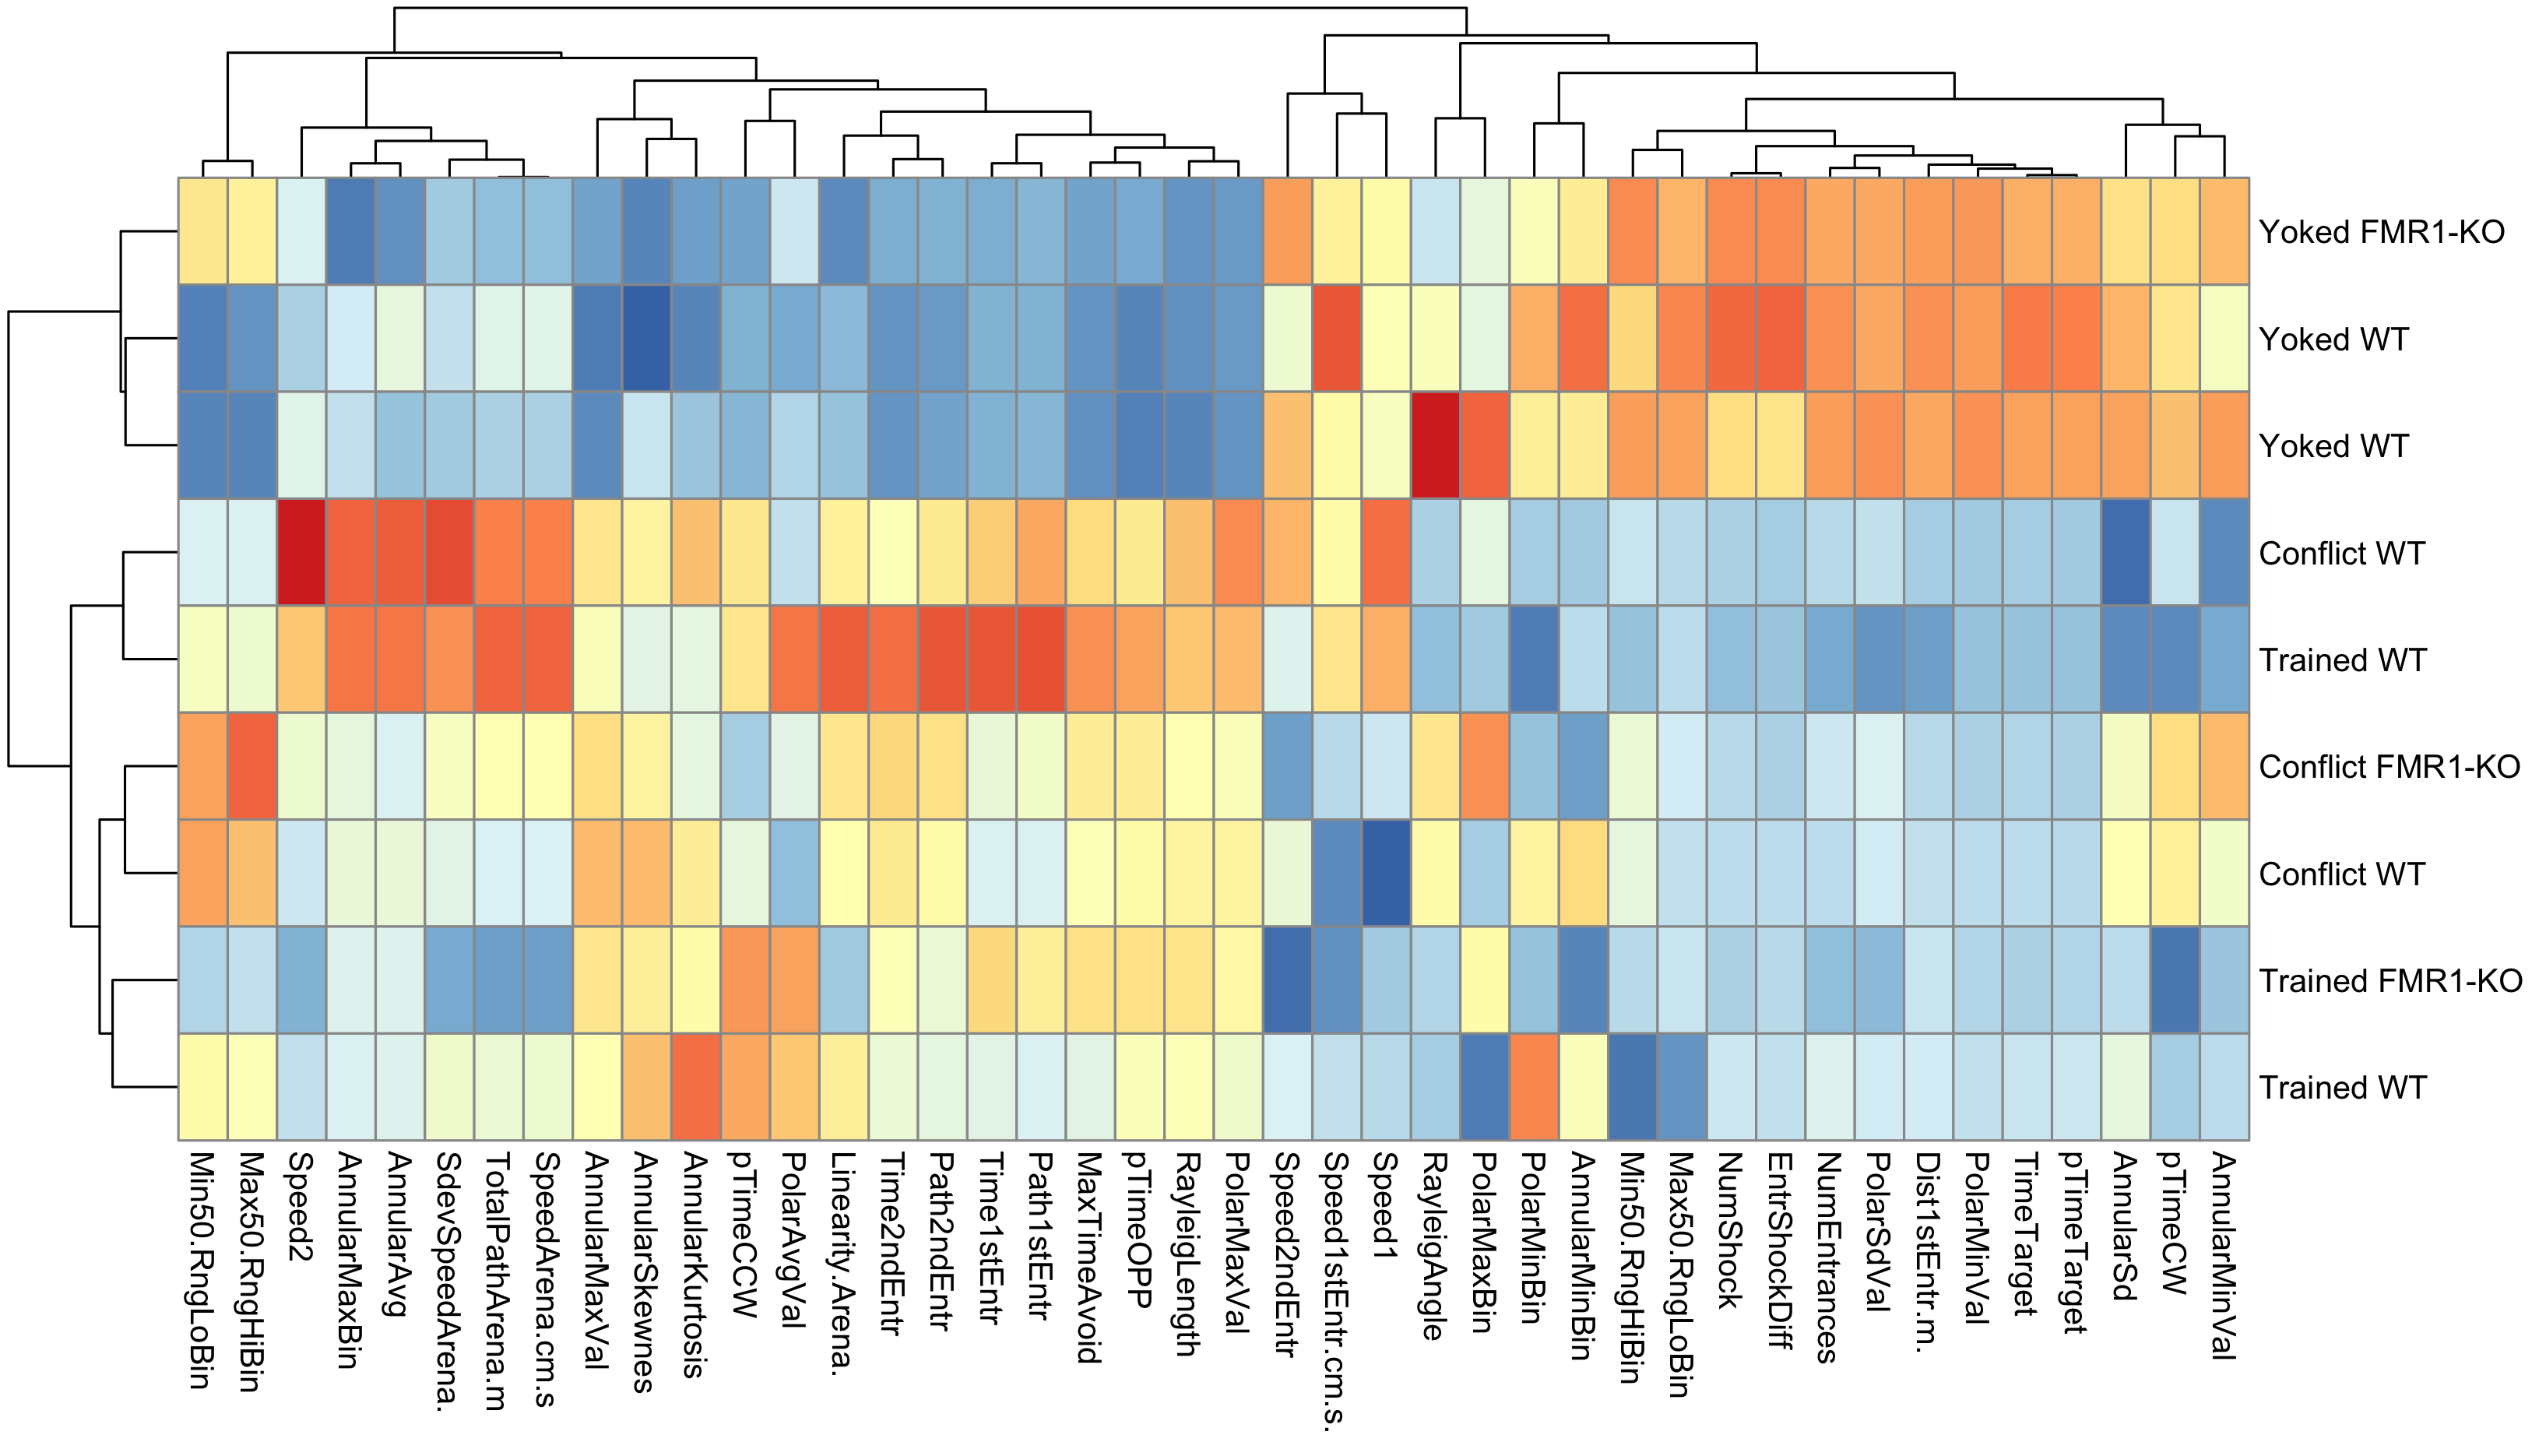 Yoked FMR1-KO
Yoked WT
Yoked WT
Conflict WT
Trained WT
Conflict FMR1-KO
Conflict WT
Trained FMR1-KO
Trained WT
Min50.RngLoBin
Max50.RngHiBin
Speed2
AnnularMaxBin
AnnularAvg
SdevSpeedArena.
TotalPathArena.m
SpeedArena.cm.s
AnnularMaxVal
AnnularSkewnes
AnnularKurtosis
pTimeCCW
PolarAvgVal
Linearity.Arena.
Time2ndEntr
Path2ndEntr
Time1stEntr
Path1stEntr
MaxTimeAvoid
pTimeOPP
RayleigLength
PolarMaxVal
Speed2ndEntr
Speed1stEntr.cm.s.
Speed1
RayleigAngle
PolarMaxBin
PolarMinBin
AnnularMinBin
Min50.RngHiBin
Max50.RngLoBin
NumShock
EntrShockDiff
NumEntrances
PolarSdVal
Dist1stEntr.m.
PolarMinVal
TimeTarget
pTimeTarget
AnnularSd
pTimeCW
AnnularMinVal